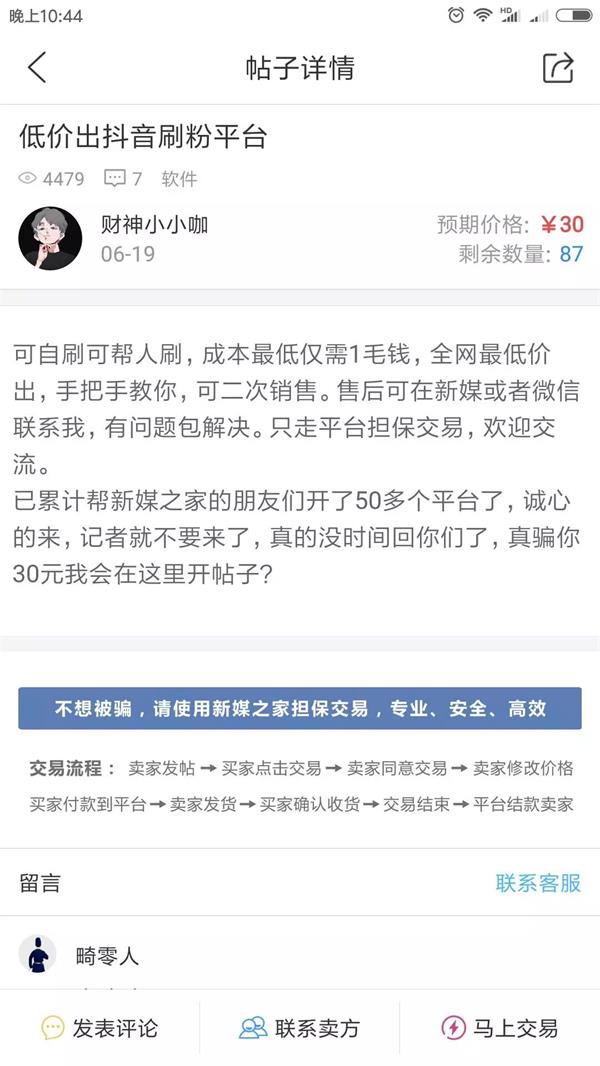 晚上10:44
HD
帖子详情
低价出抖音刷粉平台
4479 7 软件
财神小小咖 预期价格: ￥30
06-19 剩余数量: 87
可自刷可帮人刷，成本最低仅需1毛钱，全网最低价
出，手把手教你，可二次销售。售后可在新媒或者微信
联系我，有问题包解决。只走平台担保交易，欢迎交
流。
已累计帮新媒之家的朋友们开了50多个平台了，诚心
的来，记者就不要来了，真的没时间回你们了，真骗你
30元我会在这里开帖子？
不想被骗，请使用新媒之家担保交易，专业、安全、高效
交易流程： 卖家发帖→买家点击交易→卖家同意交易→卖家修改价格
买家付款到平台→卖家发货→买家确认收货→交易结束→平台结款卖家
留言 联系客服
畸零人
发表评论 联系卖方 马上交易